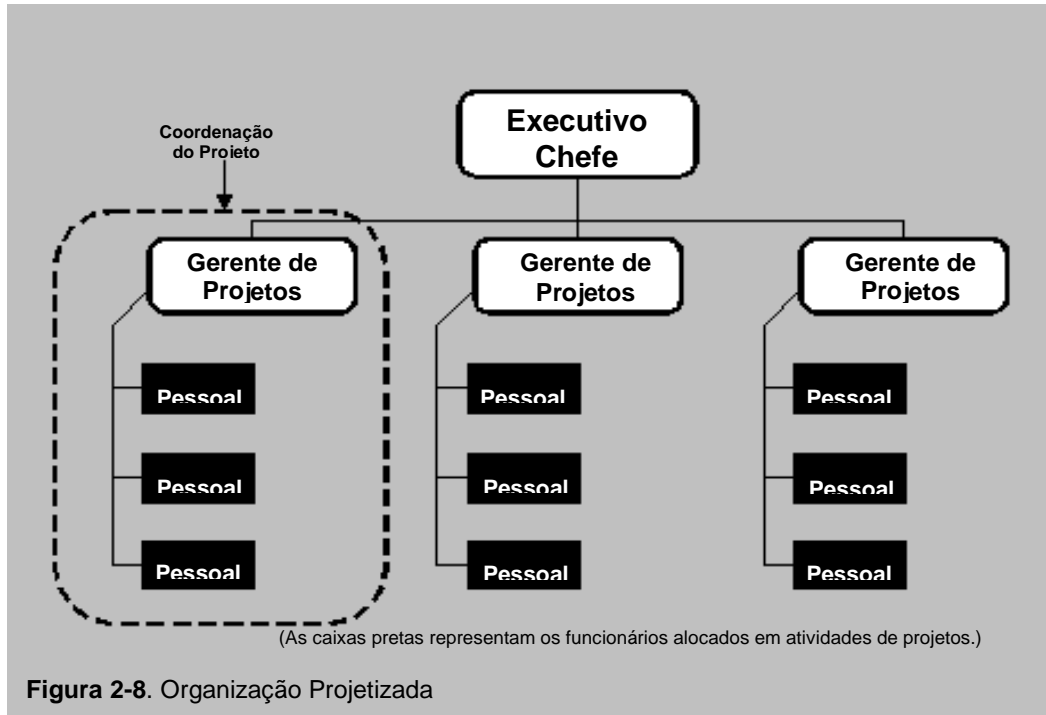 Executivo
Chefe
Coordenação
do Projeto
Gerente de
Projetos
Gerente de
Projetos
Gerente de
Projetos
Pessoal
Pessoal
Pessoal
Pessoal
Pessoal
Pessoal
Pessoal
Pessoal
Pessoal
(As caixas pretas representam os funcionários alocados em atividades de projetos.)
Figura 2-8. Organização Projetizada